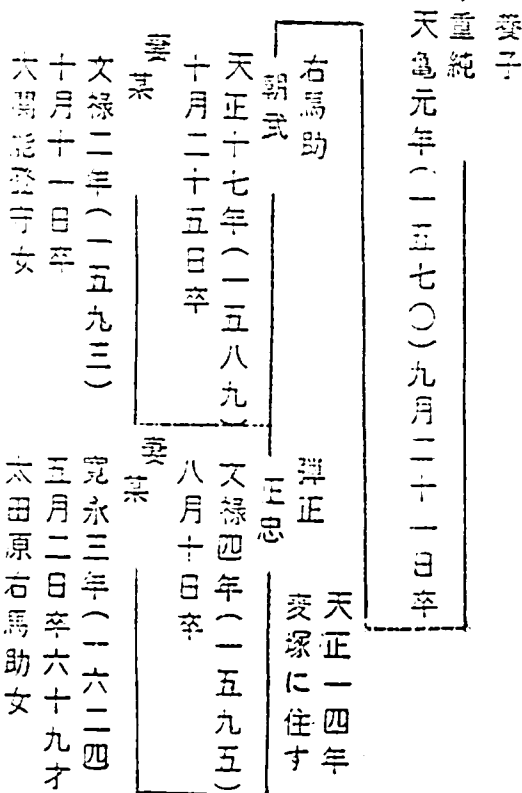 養子
重純
天亀元年(一五七〇)九月二十一日卒
右馬助
朝武
天正十七年(一五八九)
十月二十五日卒
妻
某
文禄二年(一五九三)
十月十一日卒
大関能登守女
弾正
正忠
天正一四年
変塚に住す
文禄四年(一五九五)
八月十日卒
妻
某
寛永三年(一六二四
五月二日卒六十九才
太田原右馬助女